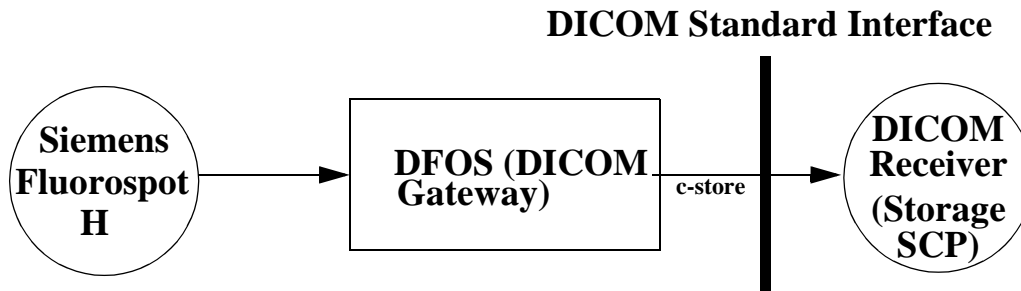 DICOM Standard Interface
Siemens
Fluorospot
H
DFOS (DICOM
Gateway)
c-store
DICOM
Receiver
(Storage
SCP)